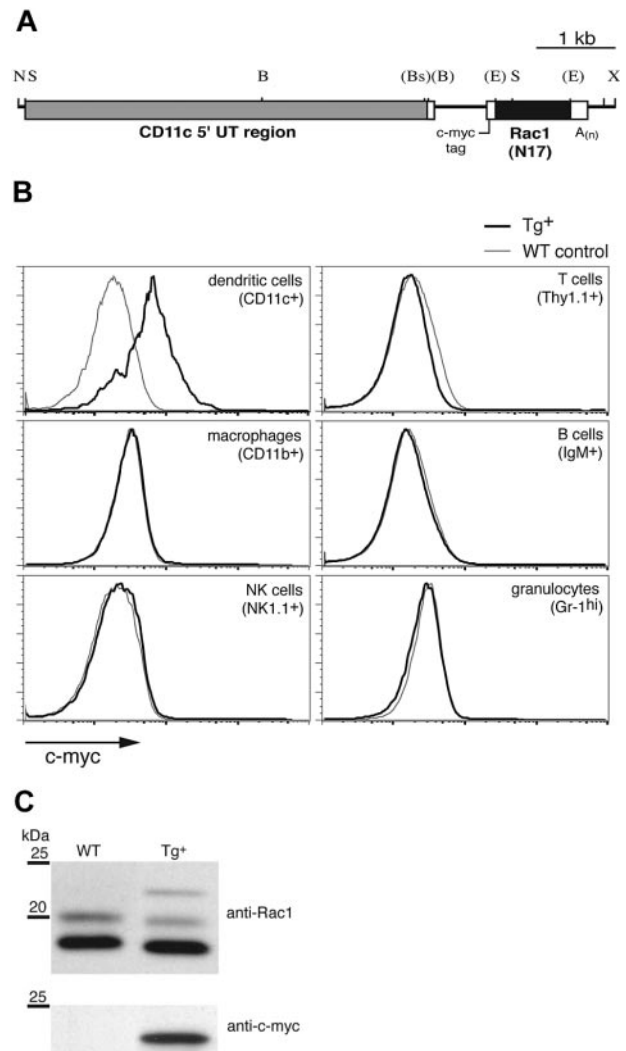 A
1 kb
N S B (Bs) (B) (E) S (E) X
CD11c 5' UT region
c-myc
tag
Rac1
(N17)
A(n)
B
Tg+
WT control
dendritic cells
(CD11c+)
T cells
(Thy1.1+)
macrophages
(CD11b+)
B cells
(IgM+)
NK cells
(NK1.1+)
granulocytes
(Gr-1hi)
c-myc
C
kDa
WT Tg+
25
20
anti-Rac1
25
anti-c-myc